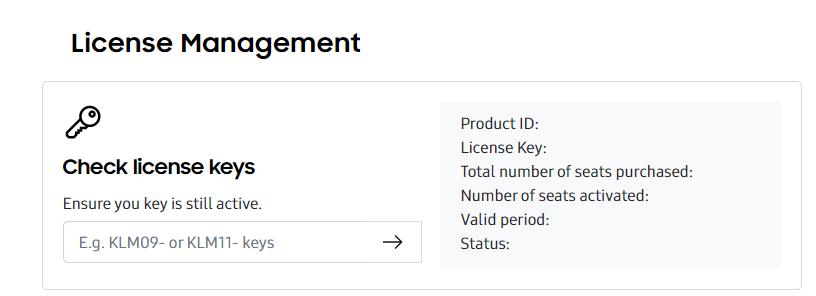 License Management
Check license keys
Ensure you key is still active.
E.g. KLM09- or KLM11- keys
Product ID:
License Key:
Total number of seats purchased:
Number of seats activated:
Valid period:
Status: